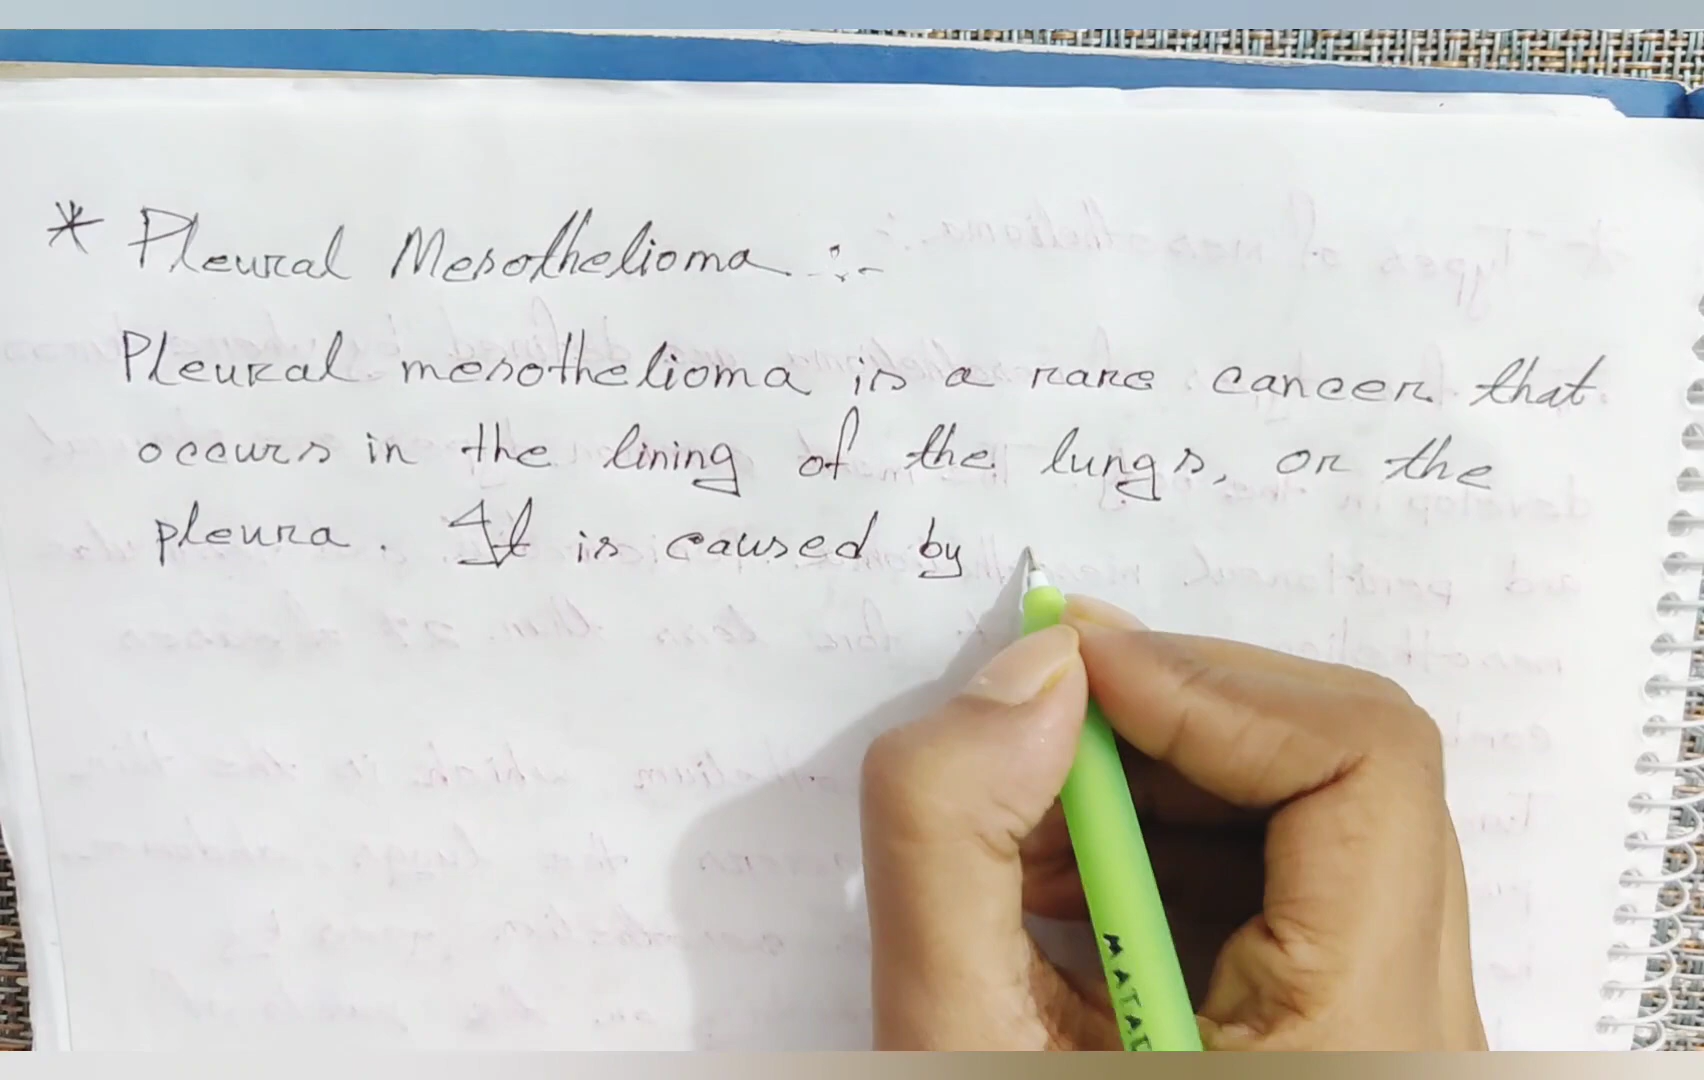 * Pleural Mesothelioma :-
Pleural mesothelioma is a rare cancer that
occurs in the lining of the lungs, or the
pleura. It is caused by
MATAD